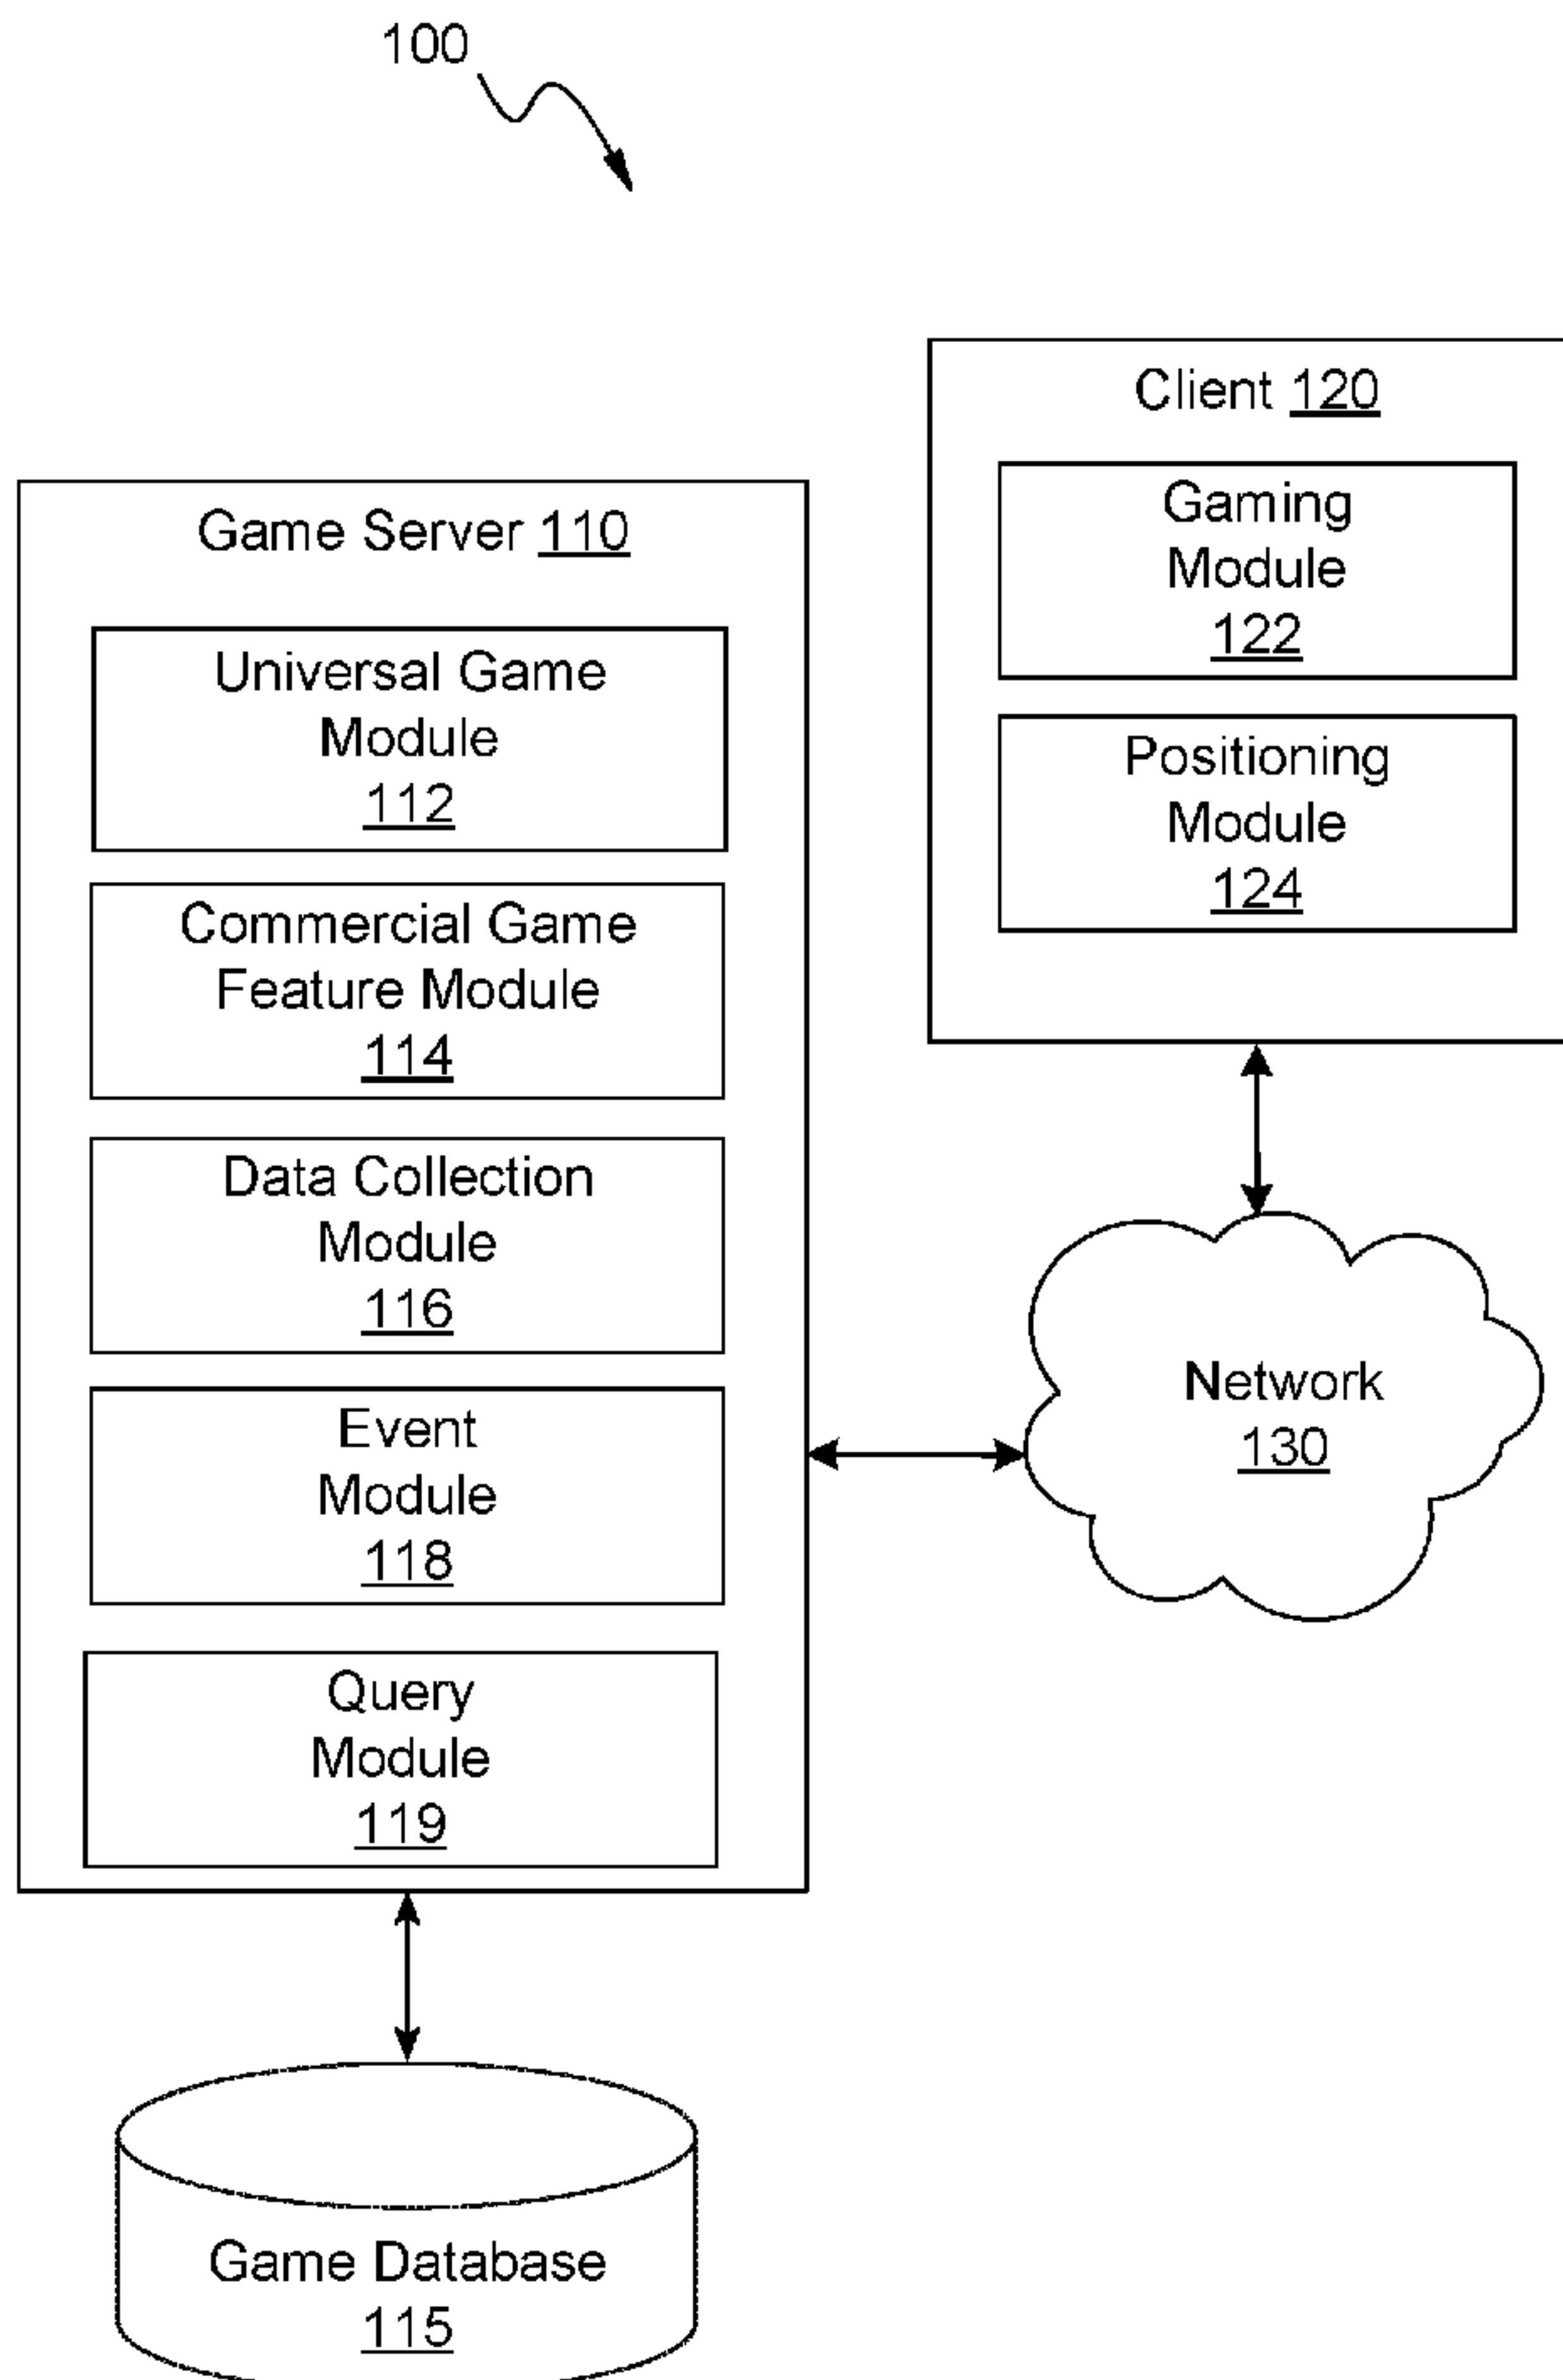 100
Client 120
Gaming
Module
122
Positioning
Module
124
Game Server 110
Universal Game
Module
112
Commercial Game
Feature Module
114
Data Collection
Module
116
Event
Module
118
Query
Module
119
Network
130
Game Database
115